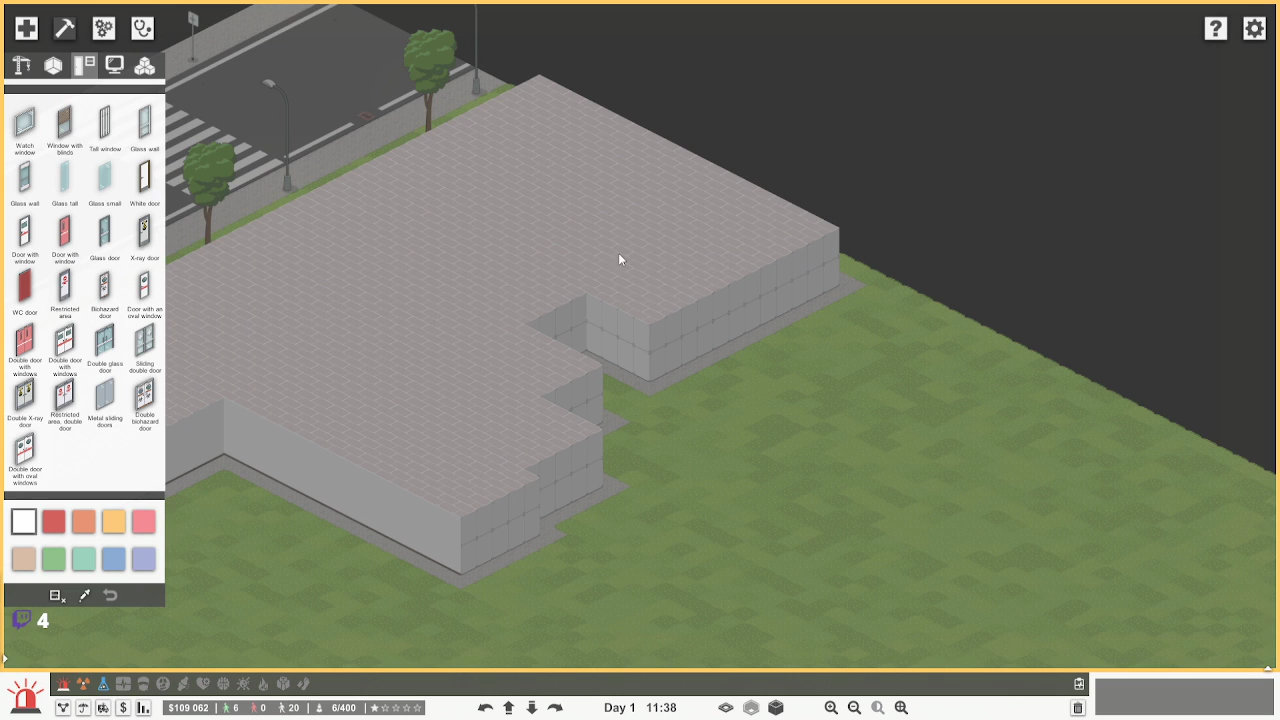 Watch window
Window with blinds
Tall window
Glass wall
Glass wall
Glass tall
Glass small
White door
Door with window
Door with window
Glass door
X-ray door
WC door
Restricted area
Biohazard door
Door with an oval window
Double door with windows
Double door with windows
Double glass door
Sliding double door
Double X-ray door
Restricted area, double door
Metal sliding doors
Double biohazard door
Double door with oval windows
4
$109 062
6
0
20
6/400
Day 1 11:38
?
$